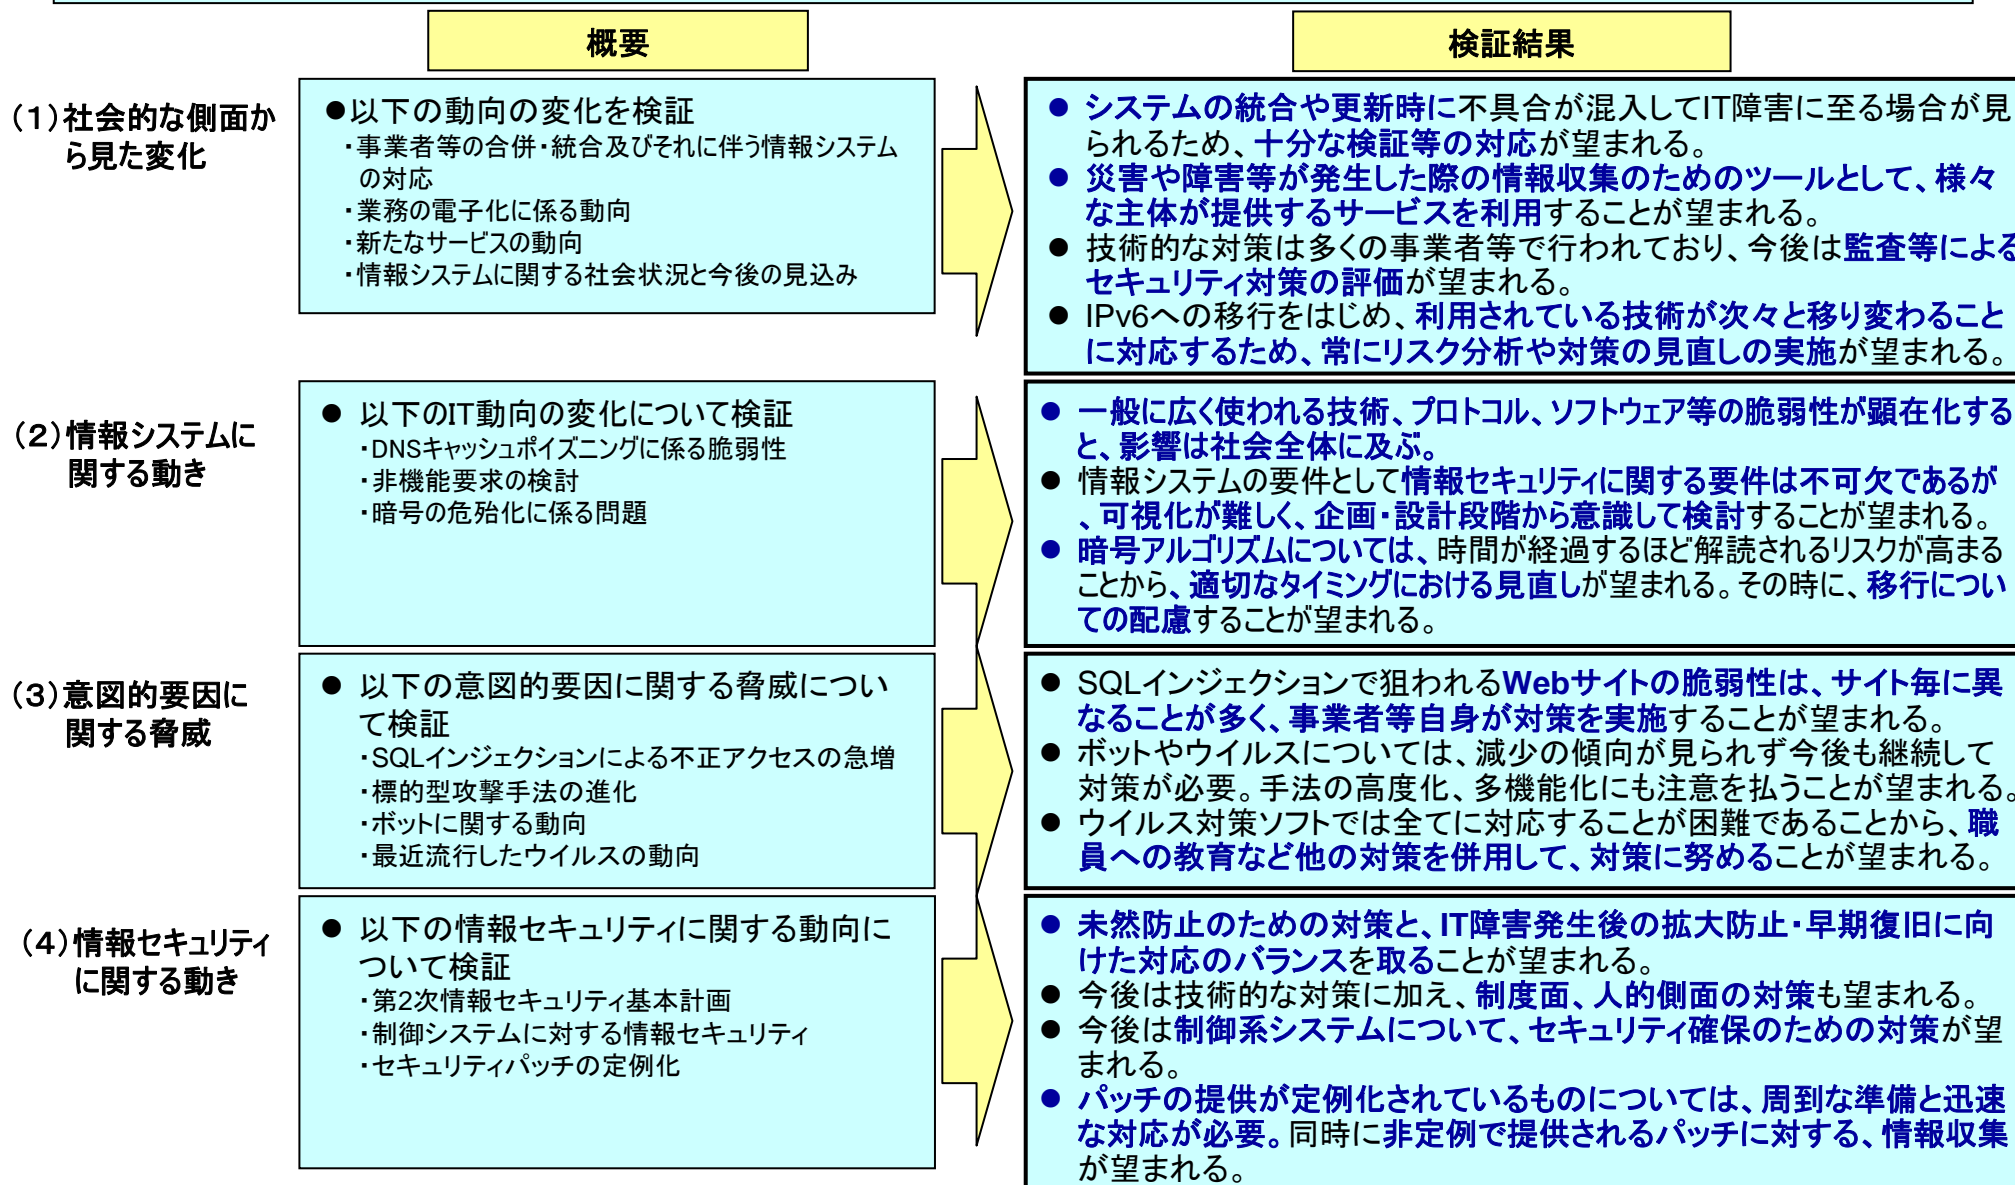 概要
検証結果
(1)社会的な側面か
ら見た変化
●以下の動向の変化を検証
・事業者等の合併・統合及びそれに伴う情報システム
の対応
・業務の電子化に係る動向
・新たなサービスの動向
・情報システムに関する社会状況と今後の見込み
● システムの統合や更新時に不具合が混入してIT障害に至る場合が見
られるため、十分な検証等の対応が望まれる。
● 災害や障害等が発生した際の情報収集のためのツールとして、様々
な主体が提供するサービスを利用することが望まれる。
● 技術的な対策は多くの事業者等で行われており、今後は監査等による
セキュリティ対策の評価が望まれる。
● IPv6への移行をはじめ、利用されている技術が次々と移り変わること
に対応するため、常にリスク分析や対策の見直しの実施が望まれる。
(2)情報システムに
関する動き
● 以下のIT動向の変化について検証
・DNSキャッシュポイズニングに係る脆弱性
・非機能要求の検討
・暗号の危殆化に係る問題
● 一般に広く使われる技術、プロトコル、ソフトウェア等の脆弱性が顕在化する
と、影響は社会全体に及ぶ。
● 情報システムの要件として情報セキュリティに関する要件は不可欠であるが
、可視化が難しく、企画・設計段階から意識して検討することが望まれる。
● 暗号アルゴリズムについては、時間が経過するほど解読されるリスクが高まる
ことから、適切なタイミングにおける見直しが望まれる。その時に、移行につい
ての配慮することが望まれる。
(3)意図的要因に
関する脅威
● 以下の意図的要因に関する脅威につい
て検証
・SQLインジェクションによる不正アクセスの急増
・標的型攻撃手法の進化
・ボットに関する動向
・最近流行したウイルスの動向
● SQLインジェクションで狙われるWebサイトの脆弱性は、サイト毎に異
なることが多く、事業者等自身が対策を実施することが望まれる。
● ボットやウイルスについては、減少の傾向が見られず今後も継続して
対策が必要。手法の高度化、多機能化にも注意を払うことが望まれる。
● ウイルス対策ソフトでは全てに対応することが困難であることから、職
員への教育など他の対策を併用して、対策に努めることが望まれる。
(4)情報セキュリティ
に関する動き
● 以下の情報セキュリティに関する動向に
ついて検証
・第2次情報セキュリティ基本計画
・制御システムに対する情報セキュリティ
・セキュリティパッチの定例化
● 未然防止のための対策と、IT障害発生後の拡大防止・早期復旧に向
けた対応のバランスを取ることが望まれる。
● 今後は技術的な対策に加え、制度面、人的側面の対策も望まれる。
● 今後は制御系システムについて、セキュリティ確保のための対策が望
まれる。
● パッチの提供が定例化されているものについては、周到な準備と迅速
な対応が必要。同時に非定例で提供されるパッチに対する、情報収集
が望まれる。